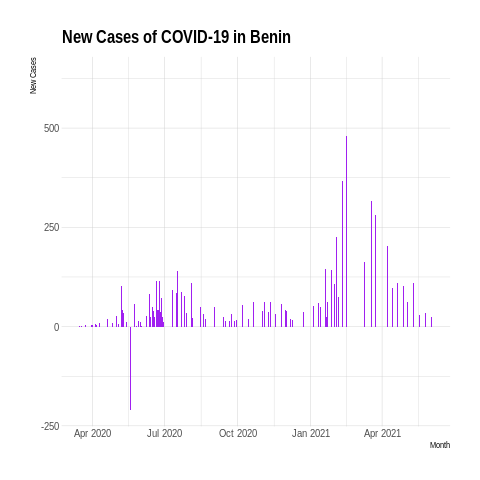 New Cases of COVID-19 in Benin
New Cases
500
250
0
-250
Apr 2020 Jul 2020 Oct 2020 Jan 2021 Apr 2021
Month